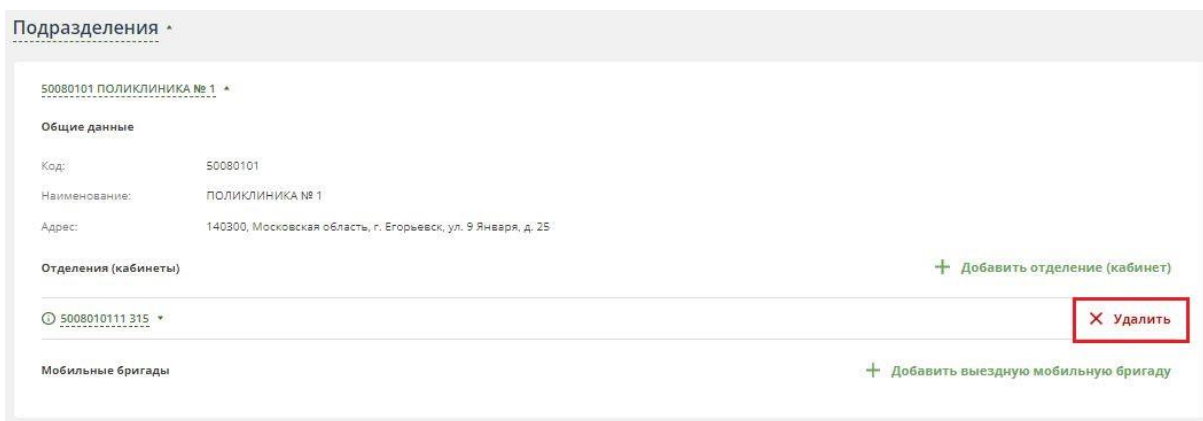 Подразделения
50080101 ПОЛИКЛИНИКА № 1
Общие данные
Код: 50080101
Наименование: ПОЛИКЛИНИКА № 1
Адрес: 140300, Московская область, г. Егорьевск, ул. 9 Января, д. 25
Отделения (кабинеты) + Добавить отделение (кабинет)
5008010111 315 Удалить
Мобильные бригады + Добавить выездную мобильную бригаду